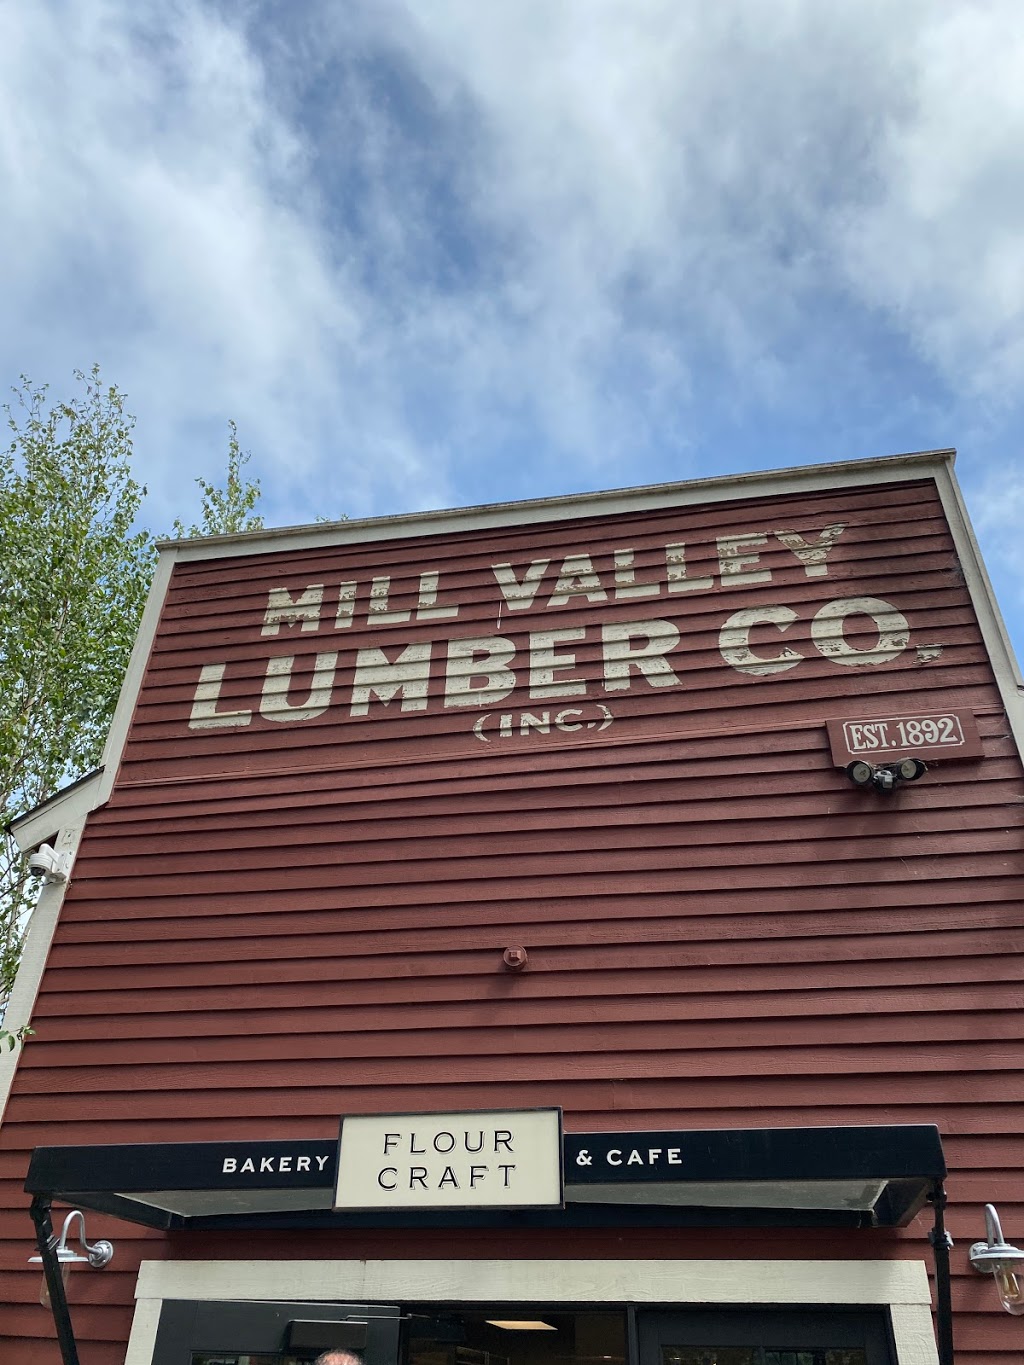 MILL VALLEY
LUMBER CO.
(INC.)
EST. 1892
BAKERY
FLOUR
CRAFT
& CAFE